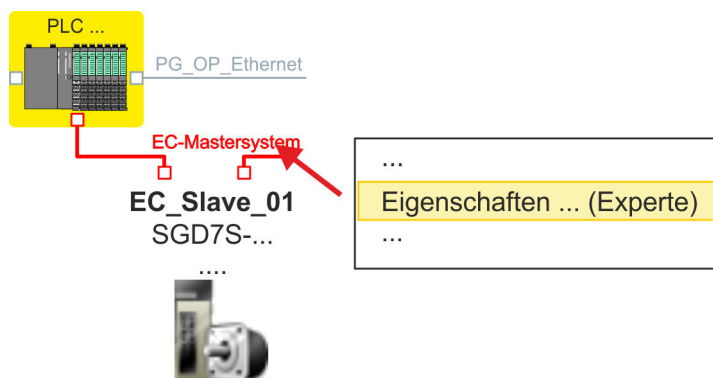 PLC ...
PG_OP_Ethernet
EC-Mastersystem
EC_Slave_01
SGD7S-...
....
...
Eigenschaften ... (Experte)
...